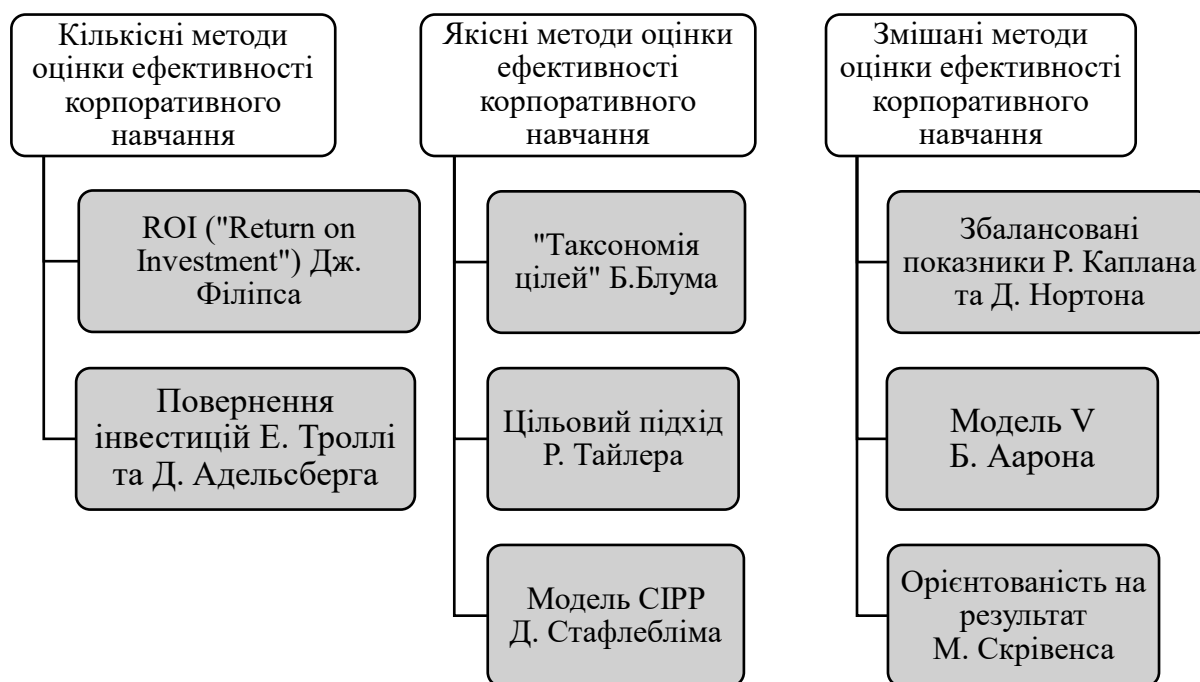 Кількісні методи
оцінки ефективності
корпоративного
навчання
ROI ("Return on
Investment") Дж.
Філіпса
Повернення
інвестицій Е. Троллі
та Д. Адельсберга
Якісні методи оцінки
ефективності
корпоративного
навчання
"Таксономія
цілей" Б.Блума
Цільовий підхід
Р. Тайлера
Модель CIPP
Д. Стафлебліма
Змішані методи
оцінки ефективності
корпоративного
навчання
Збалансовані
показники Р. Каплана
та Д. Нортона
Модель V
Б. Аарона
Орієнтованість на
результат
М. Скрівенса